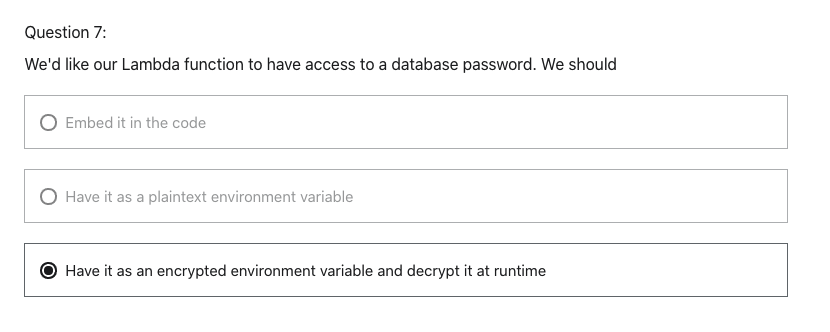 Question 7:
We'd like our Lambda function to have access to a database password. We should
Embed it in the code
Have it as a plaintext environment variable
Have it as an encrypted environment variable and decrypt it at runtime